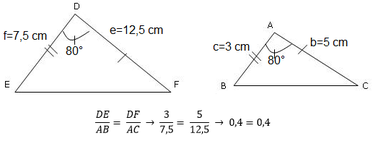 D
f=7,5 cm
e=12,5 cm
80°
E
F
A
c=3 cm
b=5 cm
80°
B
C
DE/AB = DF/AC → 3/7,5 = 5/12,5 → 0,4 = 0,4